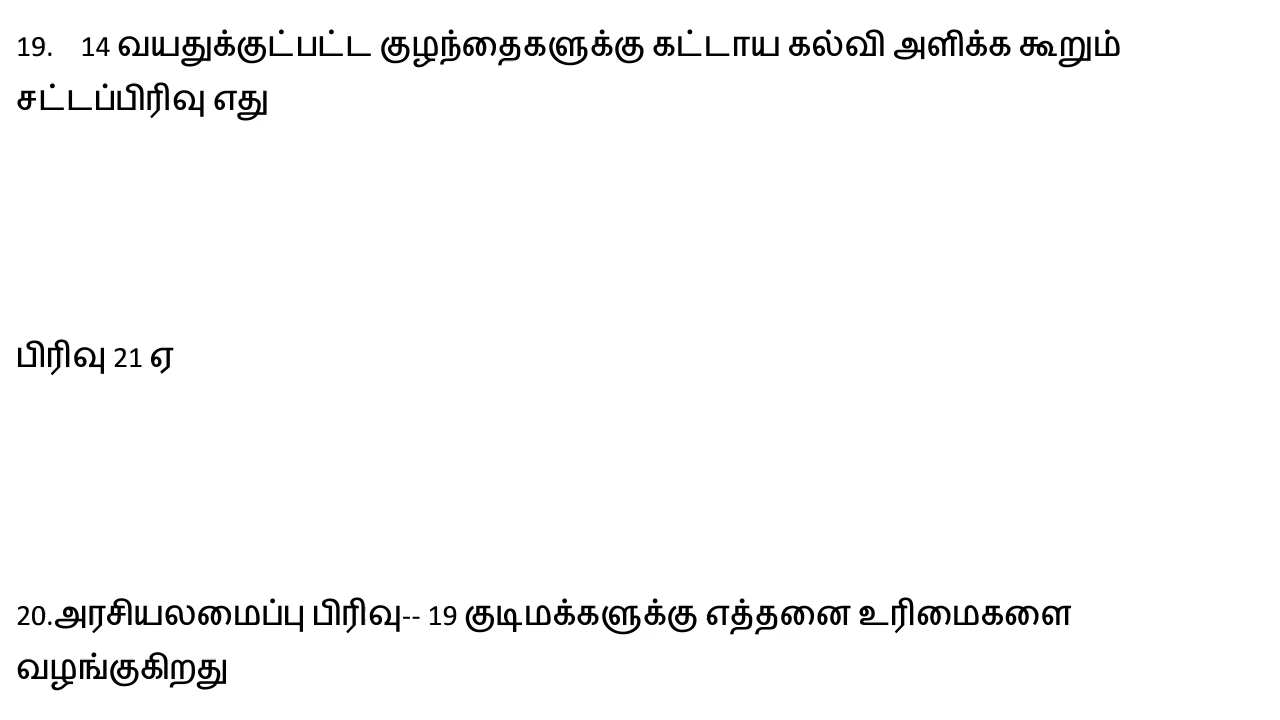 19. 14 வயதுக்குட்பட்ட குழந்தைகளுக்கு கட்டாய கல்வி அளிக்க கூறும்
சட்டப்பிரிவு எது
பிரிவு 21 ஏ
20.அரசியலமைப்பு பிரிவு-- 19 குடிமக்களுக்கு எத்தனை உரிமைகளை
வழங்குகிறது